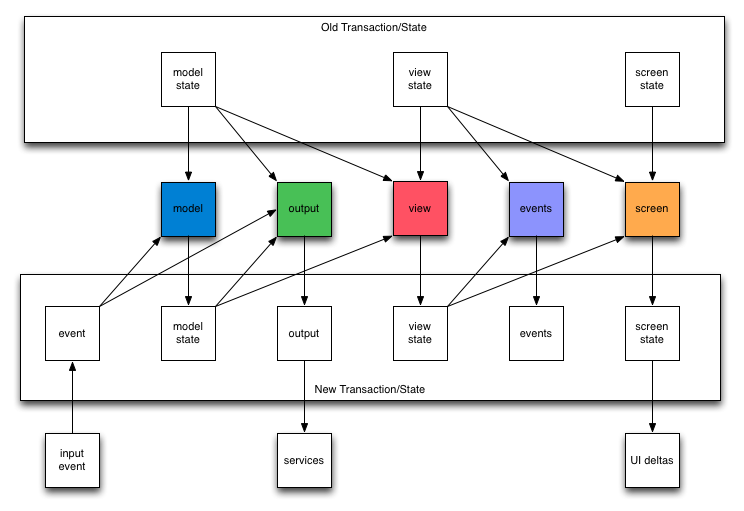 Old Transaction/State
model
state
view
state
screen
state
model
output
view
events
screen
event
model
state
output
view
state
events
screen
state
New Transaction/State
input
event
services
UI deltas